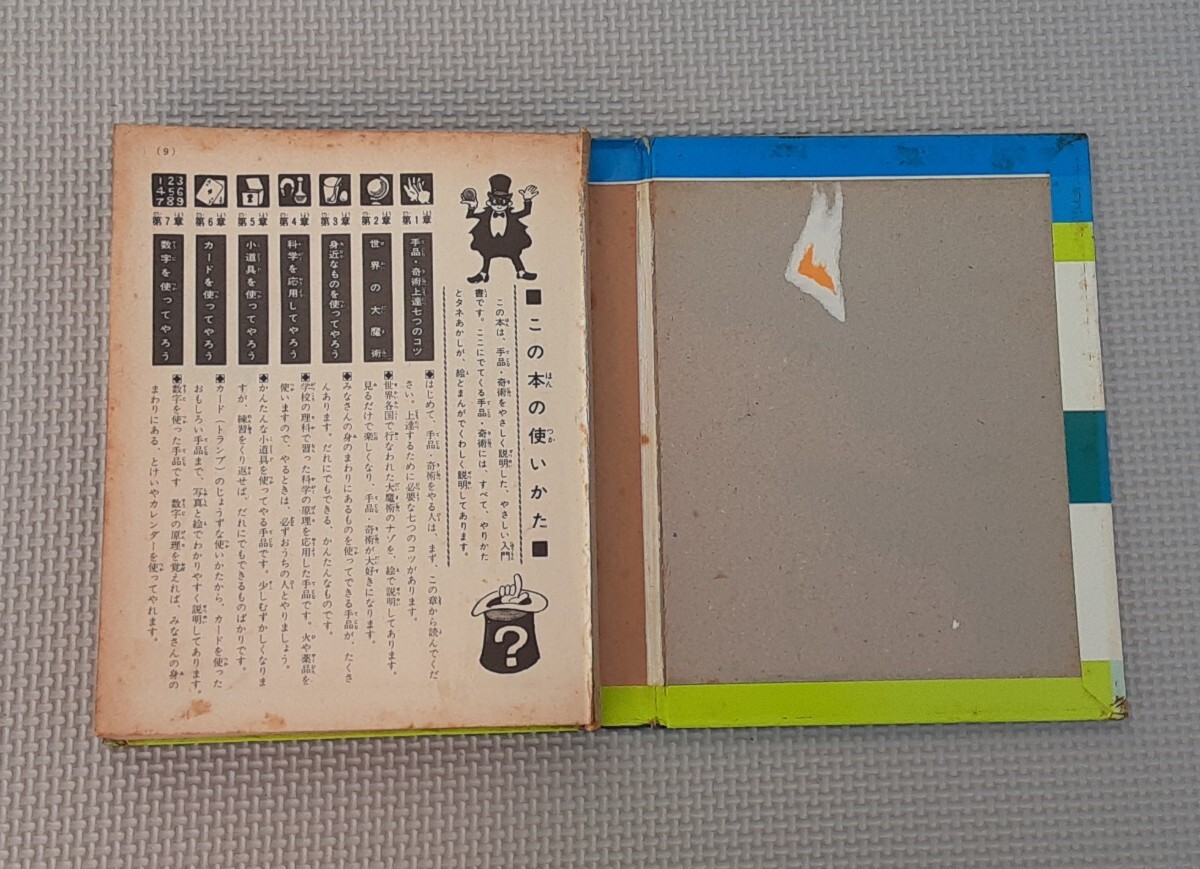 ■この本の使いかた■
この本は、手品・奇術をやさしく説明した、やさしい入門
書です。ここにでてくる手品・奇術には、すべて、やりかた
とタネあかしが、絵とまんがでくわしく説明してあります。
?
第1章
手品・奇術上達七つのコツ
◆はじめて、手品・奇術をやる人は、まず、この章から読んでくだ
さい。上達するために必要な七つのコツがあります。
第2章
世界の大魔術
◆世界各国で行なわれた大魔術のナゾを、絵で説明してあります。
見るだけで楽しくなり、手品・奇術が大好きになります。
第3章
身近なものを使ってやろう
◆みなさんの身のまわりにあるものを使ってできる手品が、たくさ
んあります。だれにでもできる、かんたんなものです。
第4章
科学を応用してやろう
◆学校の理科で習った科学の原理を応用した手品です。火や薬品を
使いますので、やるときは、必ずおうちの人とやりましょう。
第5章
小道具を使ってやろう
◆かんたんな小道具を使ってやる手品です。少しむずかしくなりま
すが、練習をくり返せば、だれにでもできるものばかりです。
第6章
カードを使ってやろう
◆カード（トランプ）のじょうずな使いかたから、カードを使った
おもしろい手品まで、写真と絵でわかりやすく説明してあります。
1 2 3
4 5 6
7 8 9
第7章
数字を使ってやろう
◆数字を使った手品です 数字の原理を覚えれば、みなさんの身の
まわりにある、とけいやカレンダーを使ってやれます。
(9)